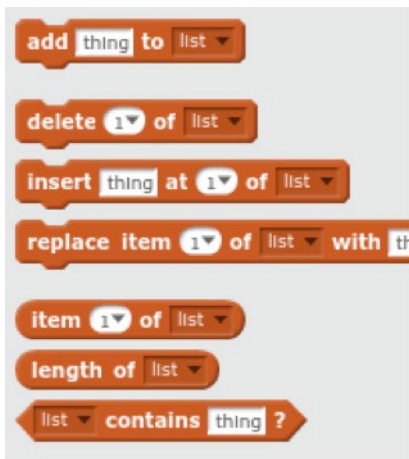 add thing to list
delete 1 of list
insert thing at 1 of list
replace item 1 of list with
item 1 of list
length of list
list contains thing ?